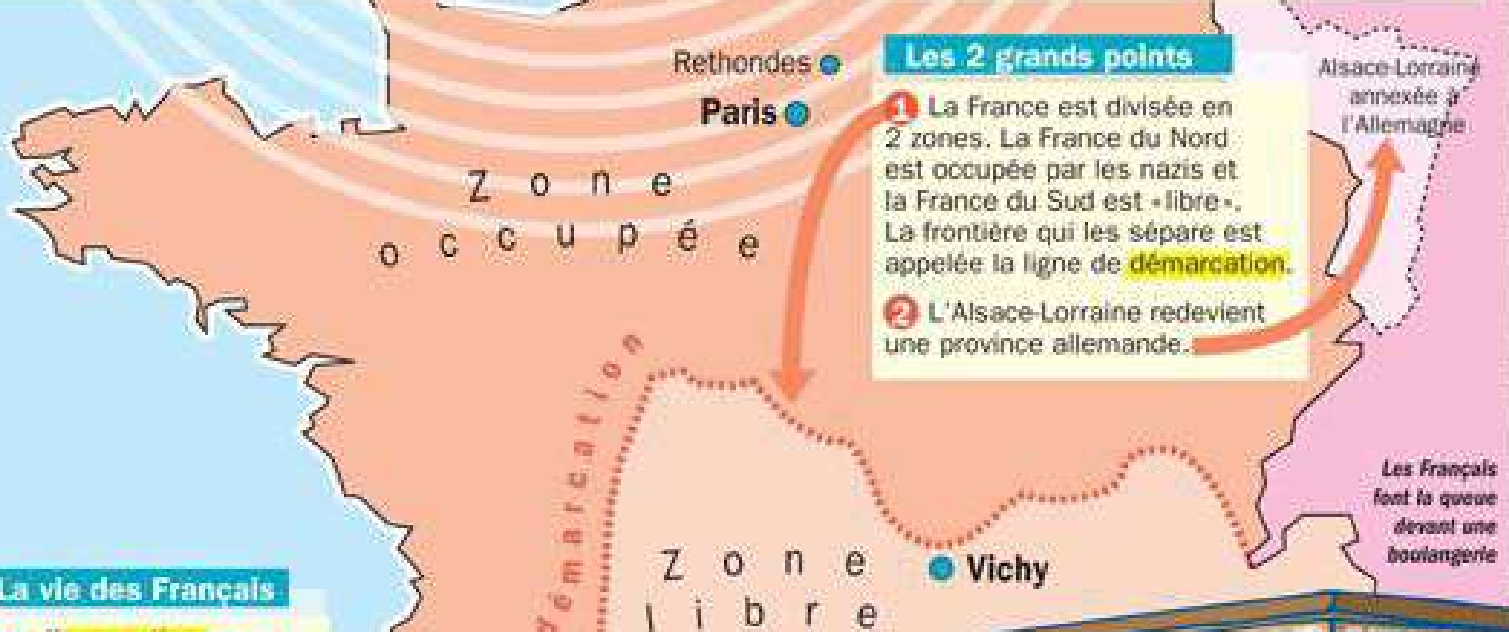 Rethondes
Paris
Zone
occupée
Les 2 grands points
1 La France est divisée en
2 zones. La France du Nord
est occupée par les nazis et
la France du Sud est «libre».
La frontière qui les sépare est
appelée la ligne de démarcation.
2 L'Alsace-Lorraine redevient
une province allemande.
Alsace-Lorraine
annexée à
l'Allemagne
démarcation
Zone
libre
Vichy
Les Français
font la queue
devant une
boulangerie
La vie des Français